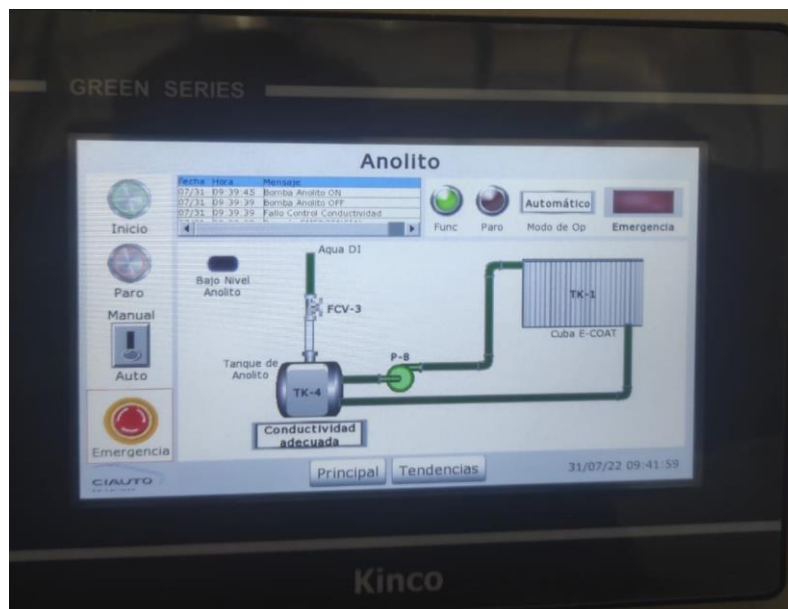 GREEN SERIES
Anolito
Fecha Hora Mensaje
07/31 09:39:45 Bomba Anolito ON
07/31 09:39:39 Bomba Anolito OFF
07/31 09:39:39 Fallo Control Conductividad
Func
Paro
Automático
Modo de Op
Emergencia
Inicio
Paro
Manual
Auto
Emergencia
Bajo Nivel
Anolito
Agua DI
FCV-3
Tanque de
Anolito
TK-4
P-8
TK-1
Cuba E-COAT
Conductividad
adecuada
Principal
Tendencias
31/07/22 09:41:59
CIAUTO
Kinco